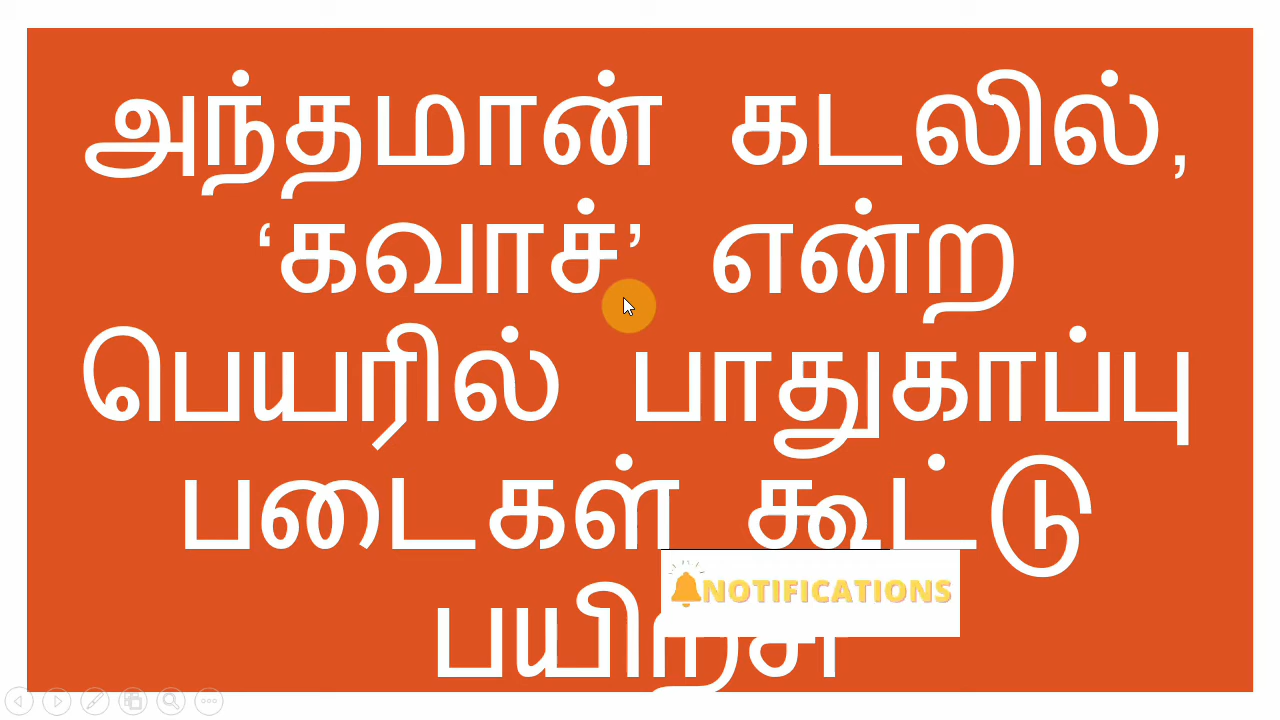 அந்தமான் கடலில்,
‘கவாச்’ என்ற
பெயரில் பாதுகாப்பு
படைகள் கூட்டு
NOTIFICATIONS